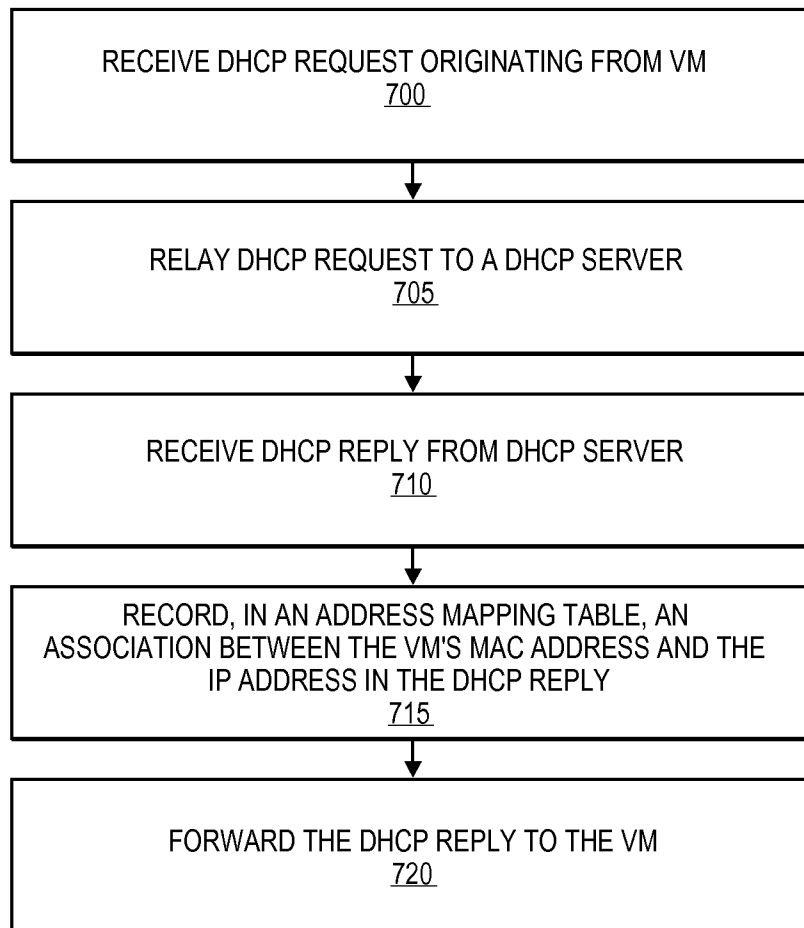 RECEIVE DHCP REQUEST ORIGINATING FROM VM
700
RELAY DHCP REQUEST TO A DHCP SERVER
705
RECEIVE DHCP REPLY FROM DHCP SERVER
710
RECORD, IN AN ADDRESS MAPPING TABLE, AN
ASSOCIATION BETWEEN THE VM'S MAC ADDRESS AND THE
IP ADDRESS IN THE DHCP REPLY
715
FORWARD THE DHCP REPLY TO THE VM
720